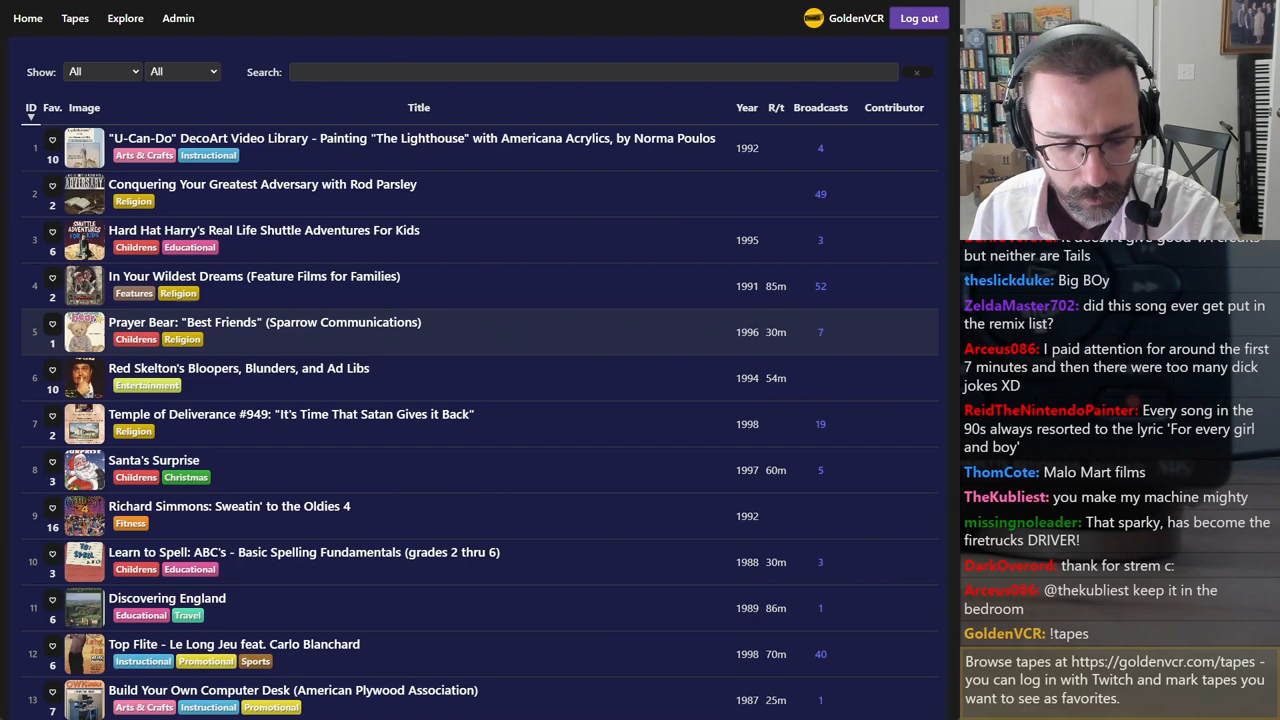 Home Tapes Explore Admin GoldenVCR Log out
Show: All All Search: ×
ID Fav. Image Title Year R/t Broadcasts Contributor
1 10 "U-Can-Do" DecoArt Video Library - Painting "The Lighthouse" with Americana Acrylics, by Norma Poulos 1992 4
Arts & Crafts Instructional
2 2 Conquering Your Greatest Adversary with Rod Parsley 49
Religion
3 6 Hard Hat Harry's Real Life Shuttle Adventures For Kids 1995 3
Childrens Educational
4 2 In Your Wildest Dreams (Feature Films for Families) 1991 85m 52
Features Religion
5 1 Prayer Bear: "Best Friends" (Sparrow Communications) 1996 30m 7
Childrens Religion
6 10 Red Skelton's Bloopers, Blunders, and Ad Libs 1994 54m
Entertainment
7 2 Temple of Deliverance #949: "It's Time That Satan Gives it Back" 1998 19
Religion
8 3 Santa's Surprise 1997 60m 5
Childrens Christmas
9 16 Richard Simmons: Sweatin' to the Oldies 4 1992
Fitness
10 3 Learn to Spell: ABC's - Basic Spelling Fundamentals (grades 2 thru 6) 1988 30m 3
Childrens Educational
11 6 Discovering England 1989 86m 1
Educational Travel
12 6 Top Flite - Le Long Jeu feat. Carlo Blanchard 1998 70m 40
Instructional Promotional Sports
13 7 Build Your Own Computer Desk (American Plywood Association) 1987 25m 1
Arts & Crafts Instructional Promotional
but neither are Tails
theslickduke: Big BOy
ZeldaMaster702: did this song ever get put in
the remix list?
Arceus086: I paid attention for around the first
7 minutes and then there were too many dick
jokes XD
ReidTheNintendoPainter: Every song in the
90s always resorted to the lyric 'For every girl
and boy'
ThomCote: Malo Mart films
TheKubliest: you make my machine mighty
missingnoleader: That sparky, has become the
firetrucks DRIVER!
DarkOverord: thank for strem c:
Arceus086: @thekubliest keep it in the
bedroom
GoldenVCR: !tapes
Browse tapes at https://goldenvcr.com/tapes -
you can log in with Twitch and mark tapes you
want to see as favorites.